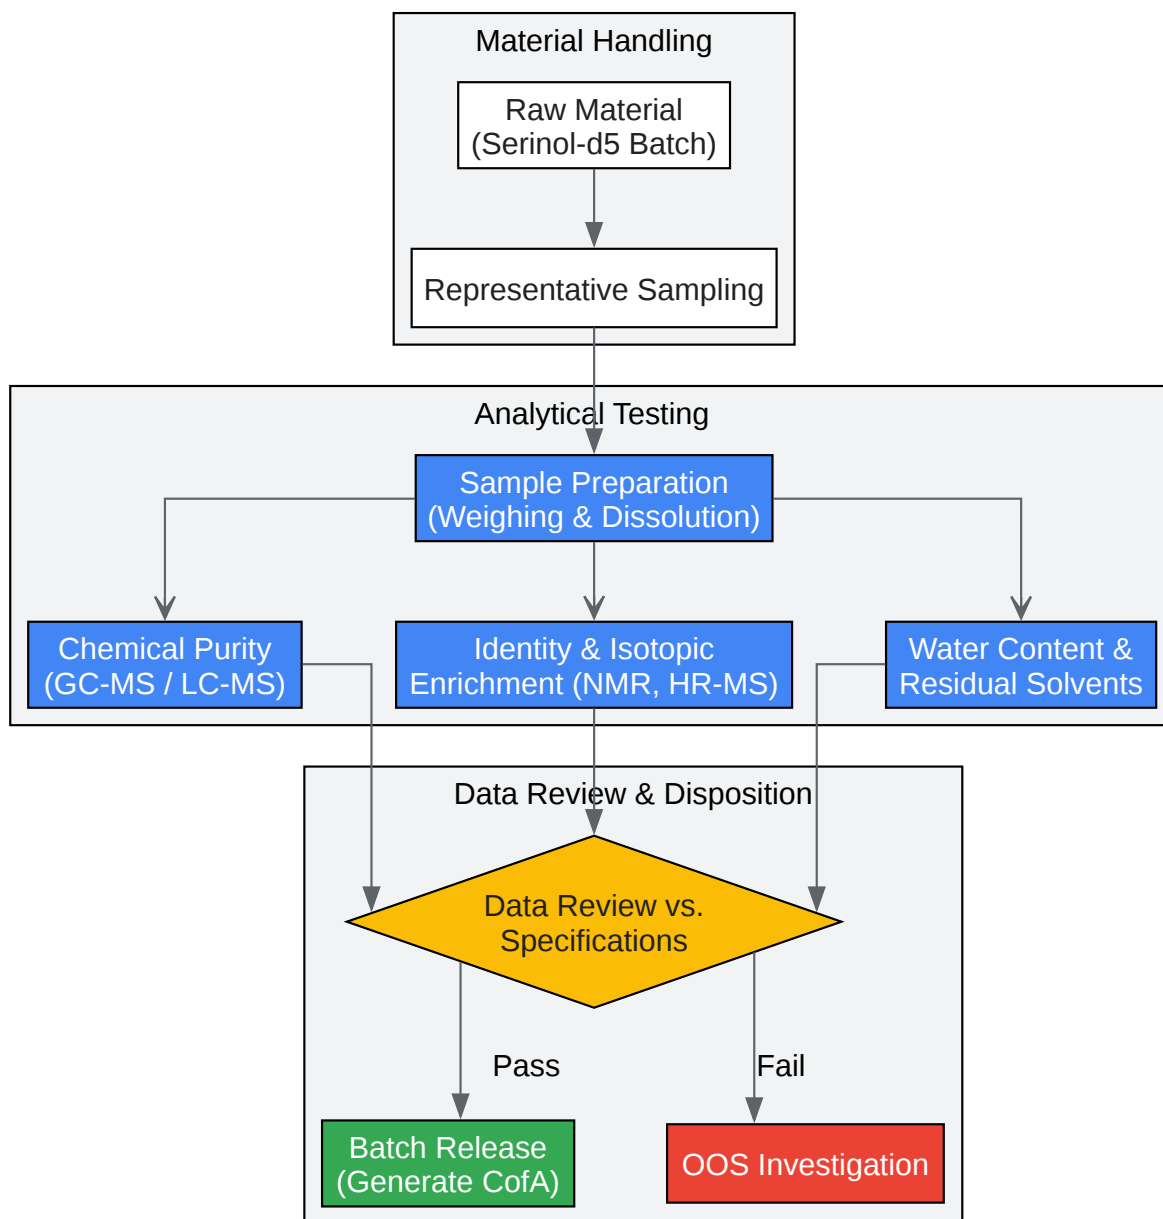 Material Handling
Raw Material
(Serinol-d5 Batch)
Representative Sampling
Analytical Testing
Sample Preparation
(Weighing & Dissolution)
Chemical Purity
(GC-MS / LC-MS)
Identity & Isotopic
Enrichment (NMR, HR-MS)
Water Content &
Residual Solvents
Data Review & Disposition
Data Review vs.
Specifications
Pass
Fail
Batch Release
(Generate CofA)
OOS Investigation